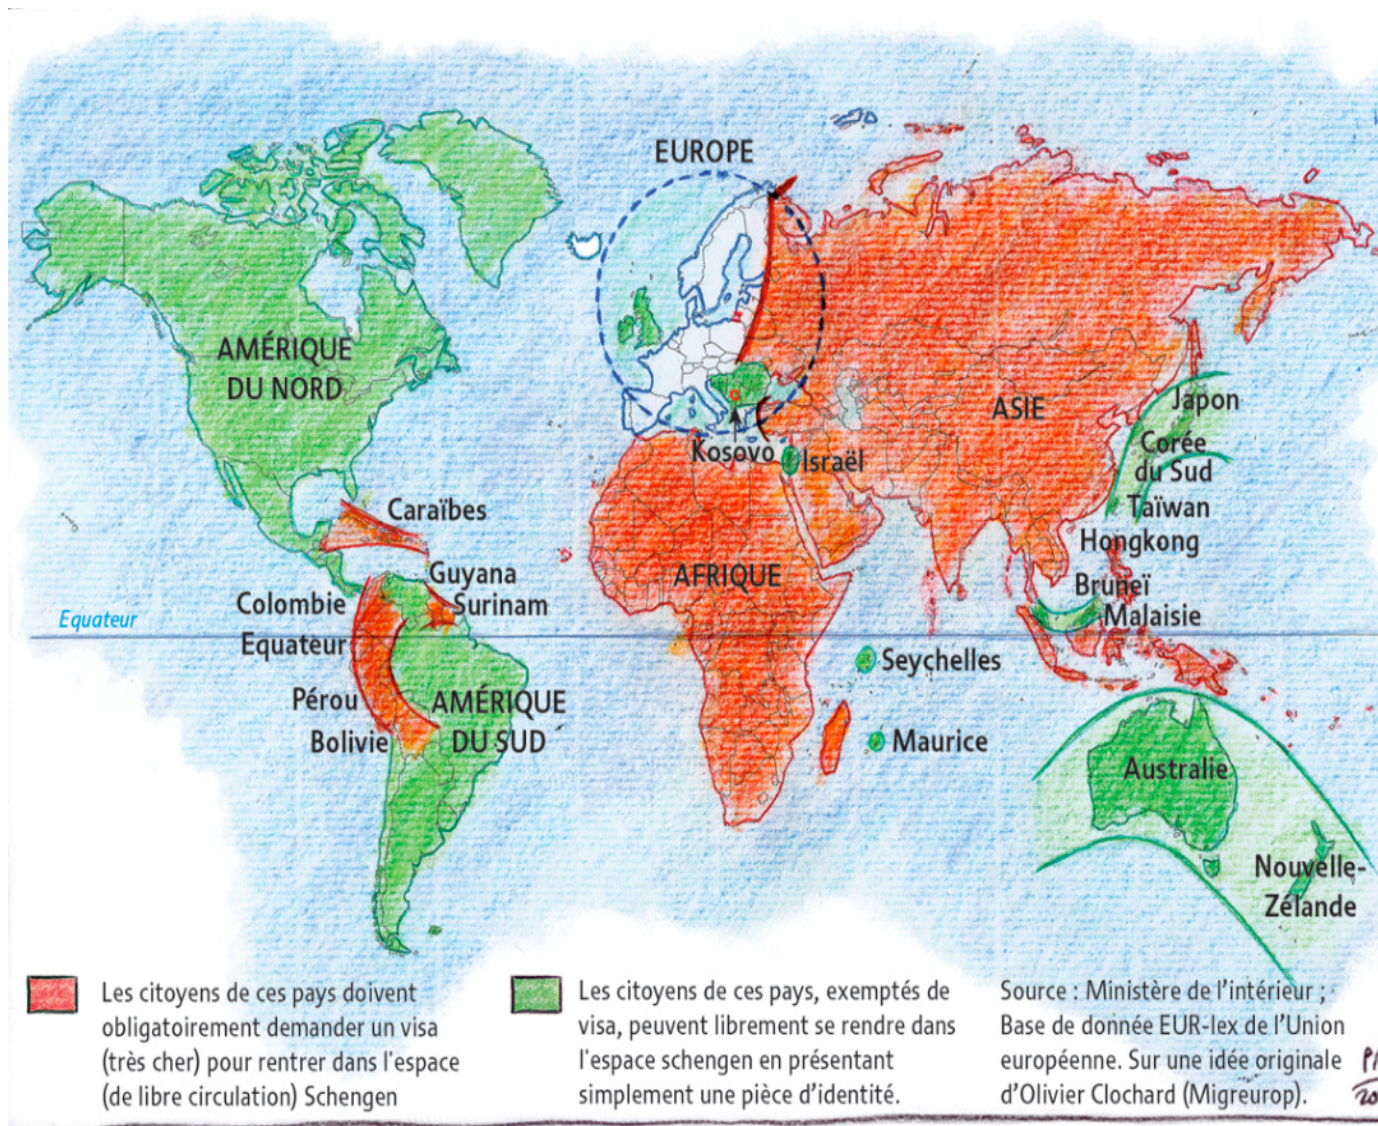 EUROPE
AMÉRIQUE
DU NORD
ASIE
Japon
Corée
du Sud
Kosovo
Israël
Taïwan
Caraïbes
Hongkong
AFRIQUE
Guyana
Bruneï
Colombie
Surinam
Malaisie
Equateur
Equateur
Seychelles
Pérou
AMÉRIQUE
DU SUD
Bolivie
Maurice
Australie
Nouvelle-
Zélande
Les citoyens de ces pays doivent
obligatoirement demander un visa
(très cher) pour rentrer dans l'espace
(de libre circulation) Schengen
Les citoyens de ces pays, exemptés de
visa, peuvent librement se rendre dans
l'espace schengen en présentant
simplement une pièce d'identité.
Source : Ministère de l'intérieur ;
Base de donnée EUR-lex de l'Union
européenne. Sur une idée originale
d'Olivier Clochard (Migreurop).